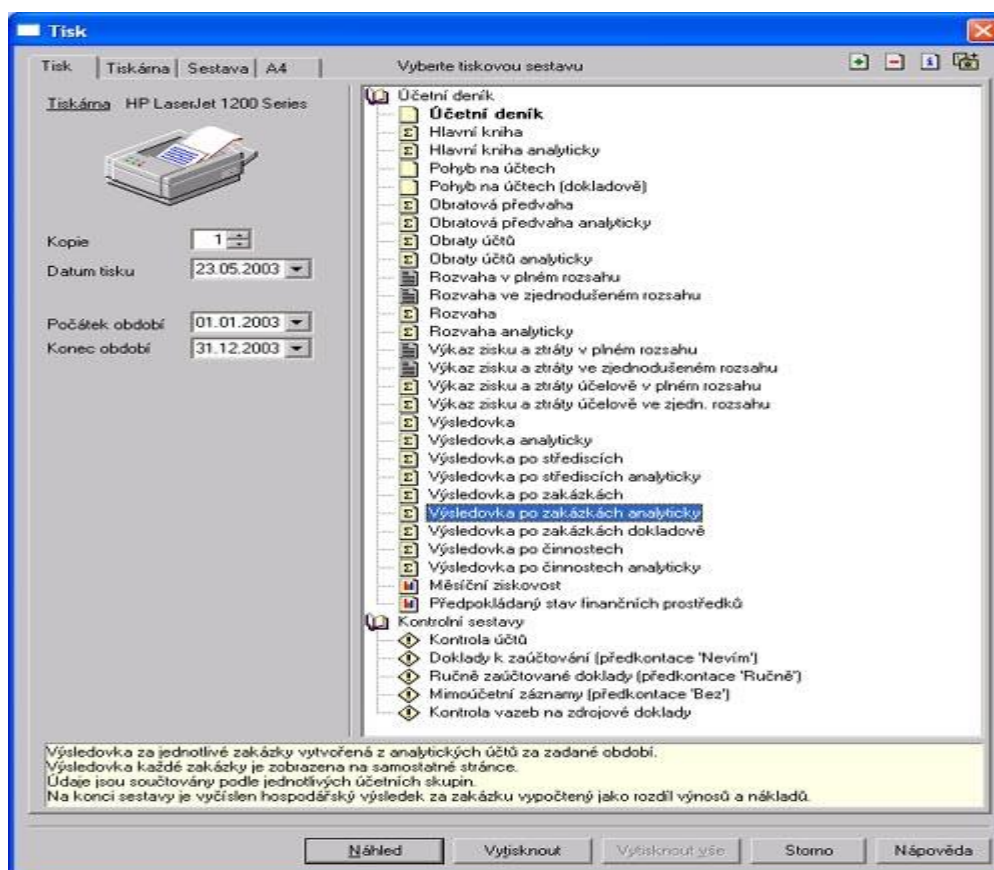 Tisk
Tisk Tiskárna Sestava A4 Vyberte tiskovou sestavu
Tiskárna HP LaserJet 1200 Series
Kopie 1
Datum tisku 23.05.2003
Počátek období 01.01.2003
Konec období 31.12.2003
Účetní deník
Účetní deník
Hlavní kniha
Hlavní kniha analyticky
Pohyb na účtech
Pohyb na účtech (dokladově)
Obratová předvaha
Obratová předvaha analyticky
Obraty účtů
Obraty účtů analyticky
Rozvaha v plném rozsahu
Rozvaha ve zjednodušeném rozsahu
Rozvaha
Rozvaha analyticky
Výkaz zisku a ztráty v plném rozsahu
Výkaz zisku a ztráty ve zjednodušeném rozsahu
Výkaz zisku a ztráty účelově v plném rozsahu
Výkaz zisku a ztráty účelově ve zjedn. rozsahu
Výsledovka
Výsledovka analyticky
Výsledovka po střediscích
Výsledovka po střediscích analyticky
Výsledovka po zakázkách
Výsledovka po zakázkách analyticky
Výsledovka po zakázkách dokladově
Výsledovka po činnostech
Výsledovka po činnostech analyticky
Měsíční ziskovost
Předpokládaný stav finančních prostředků
Kontrolní sestavy
Kontrola účtů
Doklady k zaúčtování (předkontace 'Nevím')
Ručně zaúčtované doklady (předkontace 'Ručně')
Mimoúčetní záznamy (předkontace 'Bez')
Kontrola vazeb na zdrojové doklady
Výsledovka za jednotlivé zakázky vytvořená z analytických účtů za zadané období.
Výsledovka každé zakázky je zobrazena na samostatné stránce.
Údaje jsou součtovány podle jednotlivých účetních skupin.
Na konci sestavy je vyčíslen hospodářský výsledek za zakázku vypočtený jako rozdíl výnosů a nákladů.
Náhled Vytisknout Vytisknout vše Storno Nápověda